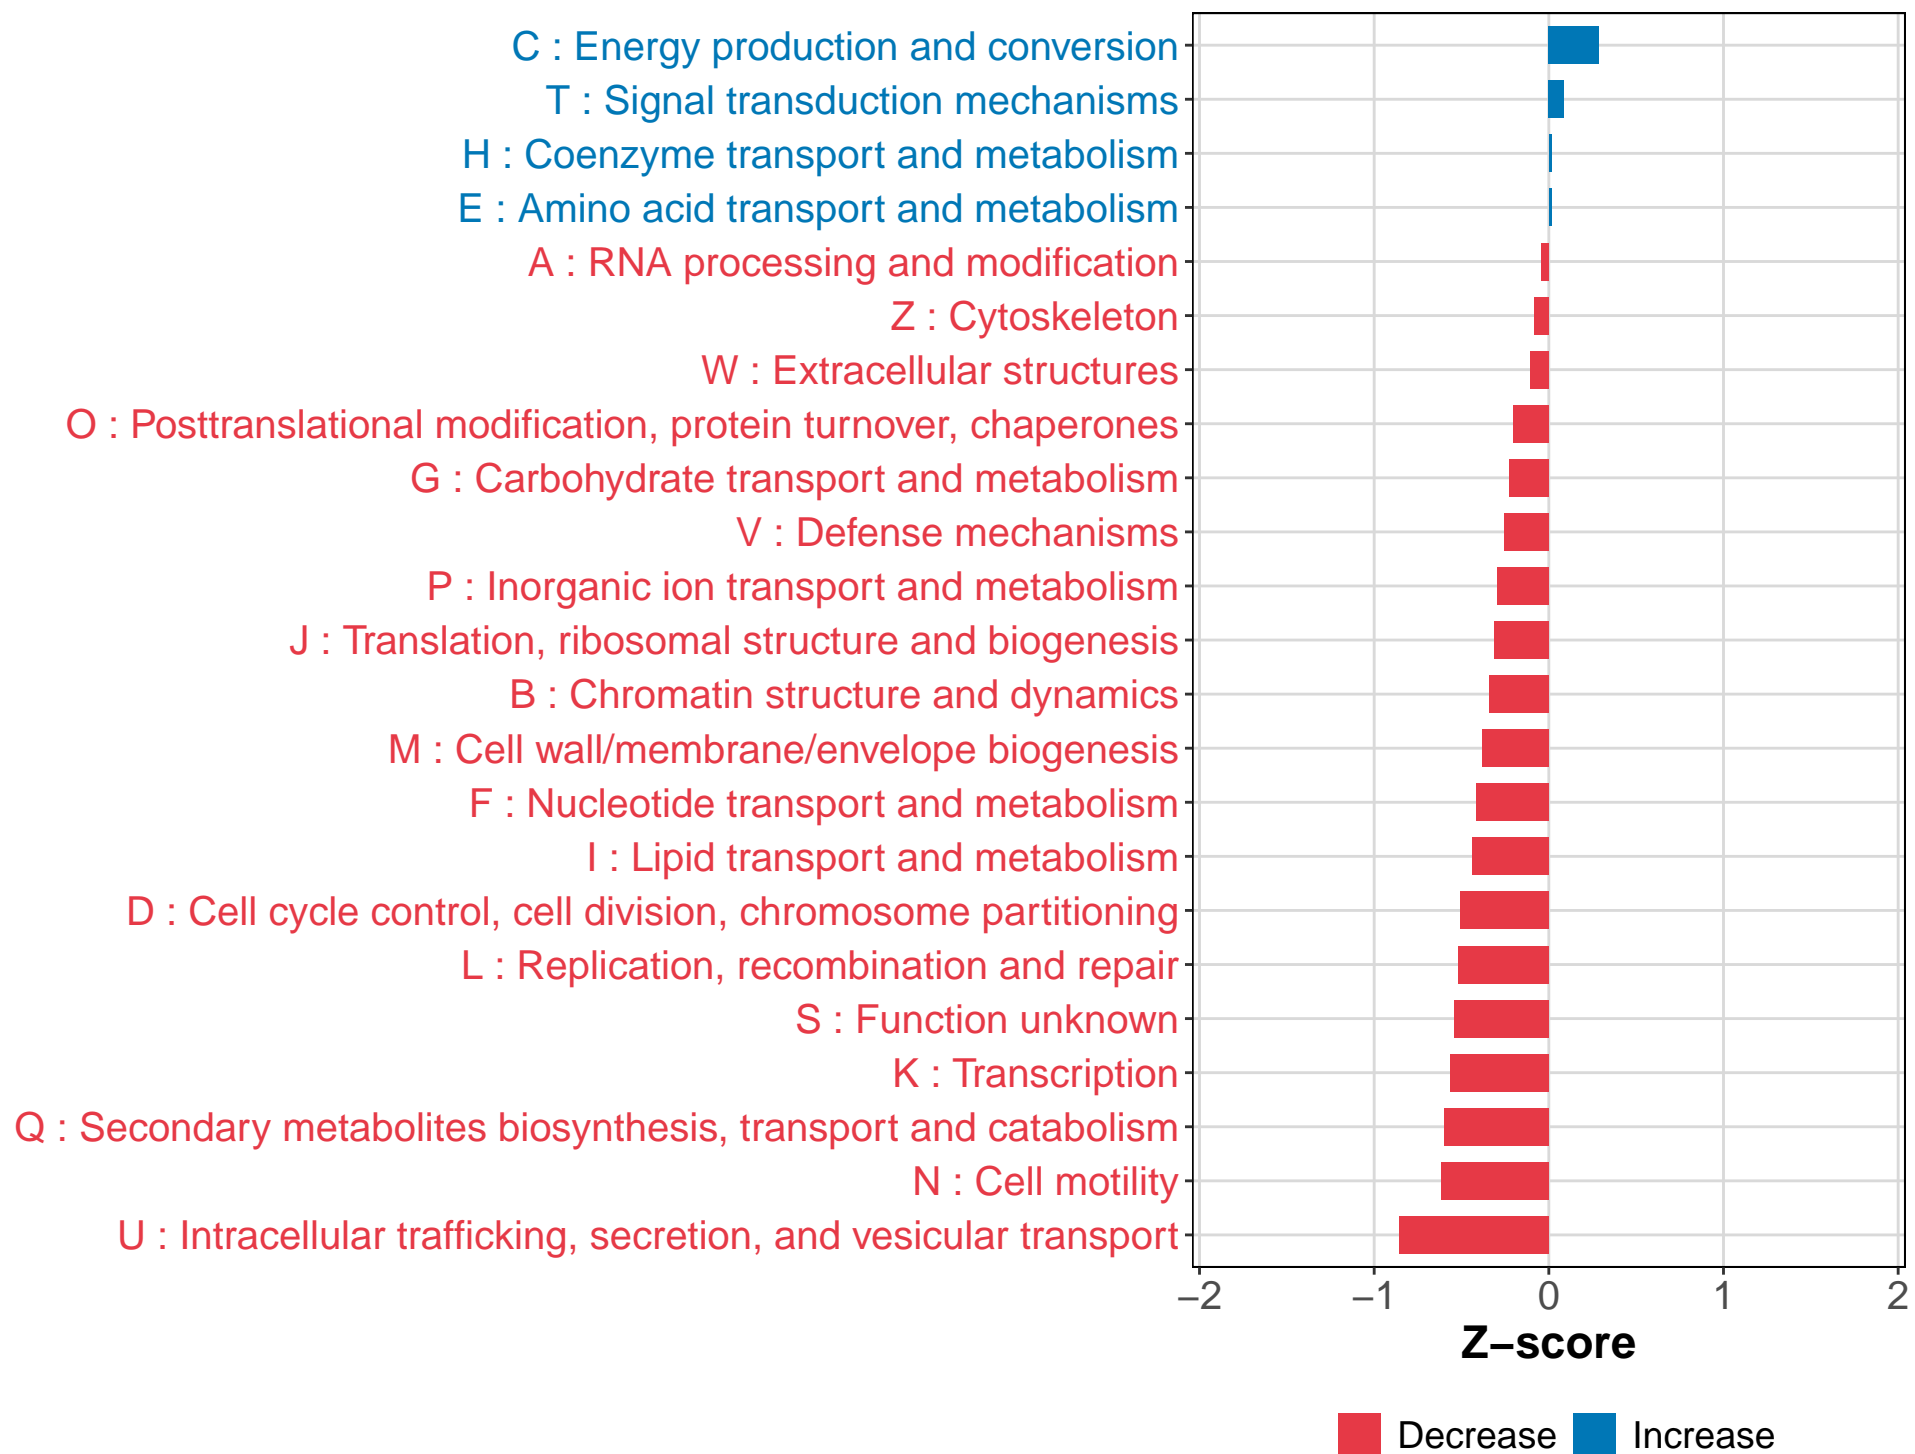 C : Energy production and conversion
T : Signal transduction mechanisms
H : Coenzyme transport and metabolism
E : Amino acid transport and metabolism
A : RNA processing and modification
Z : Cytoskeleton
W : Extracellular structures
O : Posttranslational modification, protein turnover, chaperones
G : Carbohydrate transport and metabolism
V : Defense mechanisms
P : Inorganic ion transport and metabolism
J : Translation, ribosomal structure and biogenesis
B : Chromatin structure and dynamics
M : Cell wall/membrane/envelope biogenesis
F : Nucleotide transport and metabolism
I : Lipid transport and metabolism
D : Cell cycle control, cell division, chromosome partitioning
L : Replication, recombination and repair
S : Function unknown
K : Transcription
Q : Secondary metabolites biosynthesis, transport and catabolism
N : Cell motility
U : Intracellular trafficking, secretion, and vesicular transport
−2 −1 0 1 2
Z−score
Decrease Increase